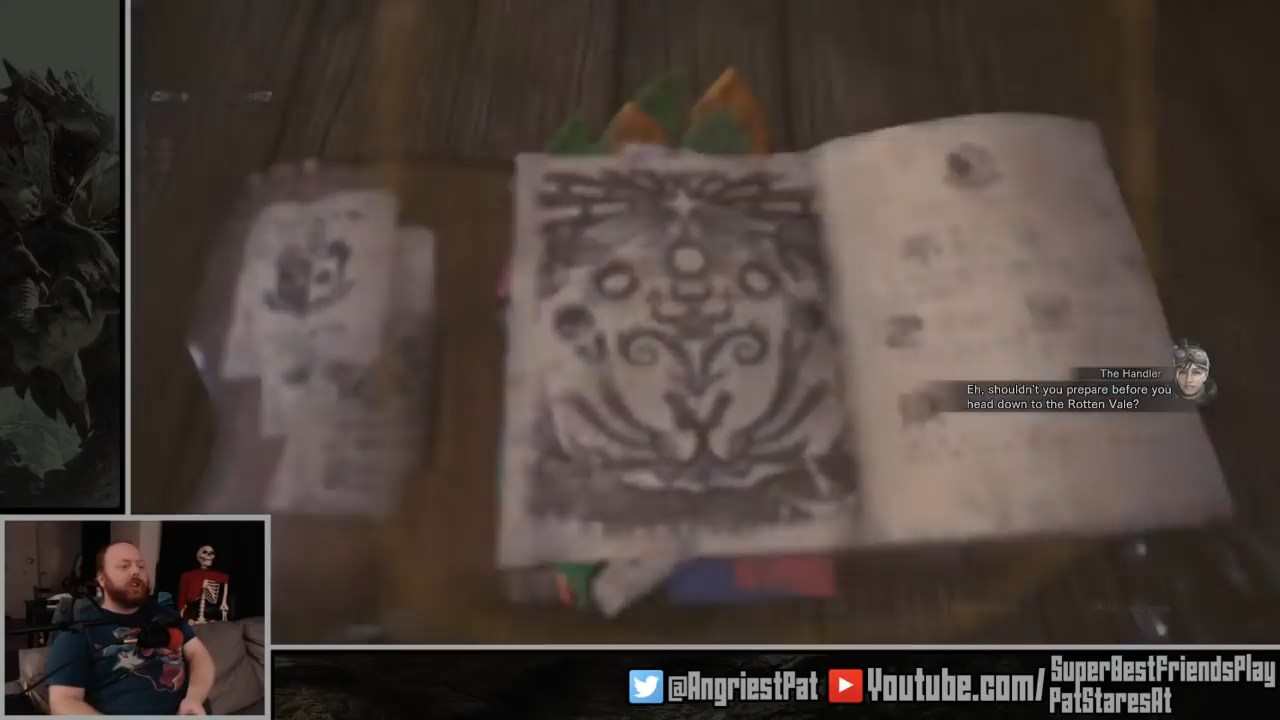 The Handler
Eh, shouldn't you prepare before you
head down to the Rotten Vale?
@AngriestPat Youtube.com/ SuperBestFriendsPlay
PatStaresAt